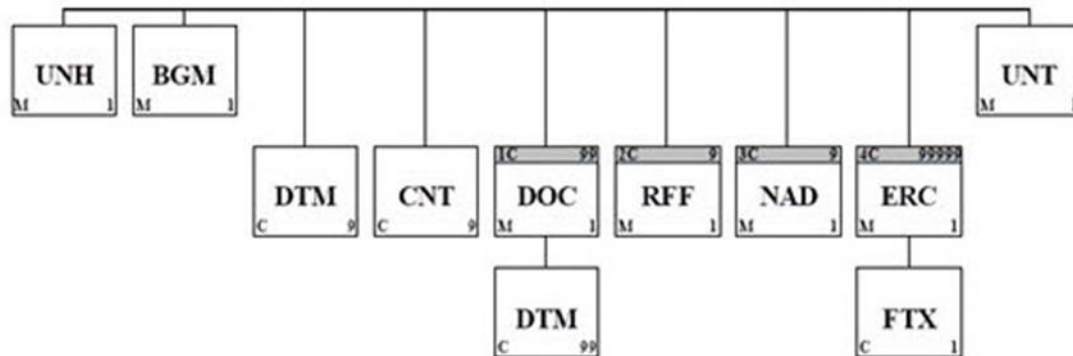 UNH BGM UNT
M 1 M 1 M 1
1C 99 2C 9 3C 9 4C 99999
DTM CNT DOC RFF NAD ERC
C 9 C 9 M 1 M 1 M 1 M 1
DTM FTX
C 99 C 1